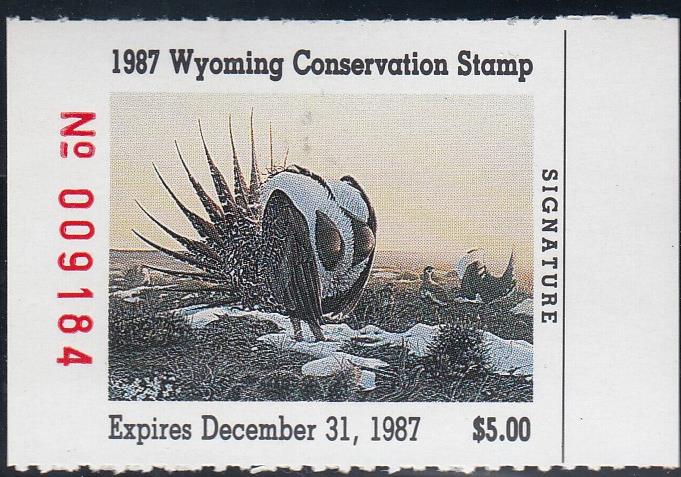 1987 Wyoming Conservation Stamp
No 009184
SIGNATURE
Expires December 31, 1987 $5.00